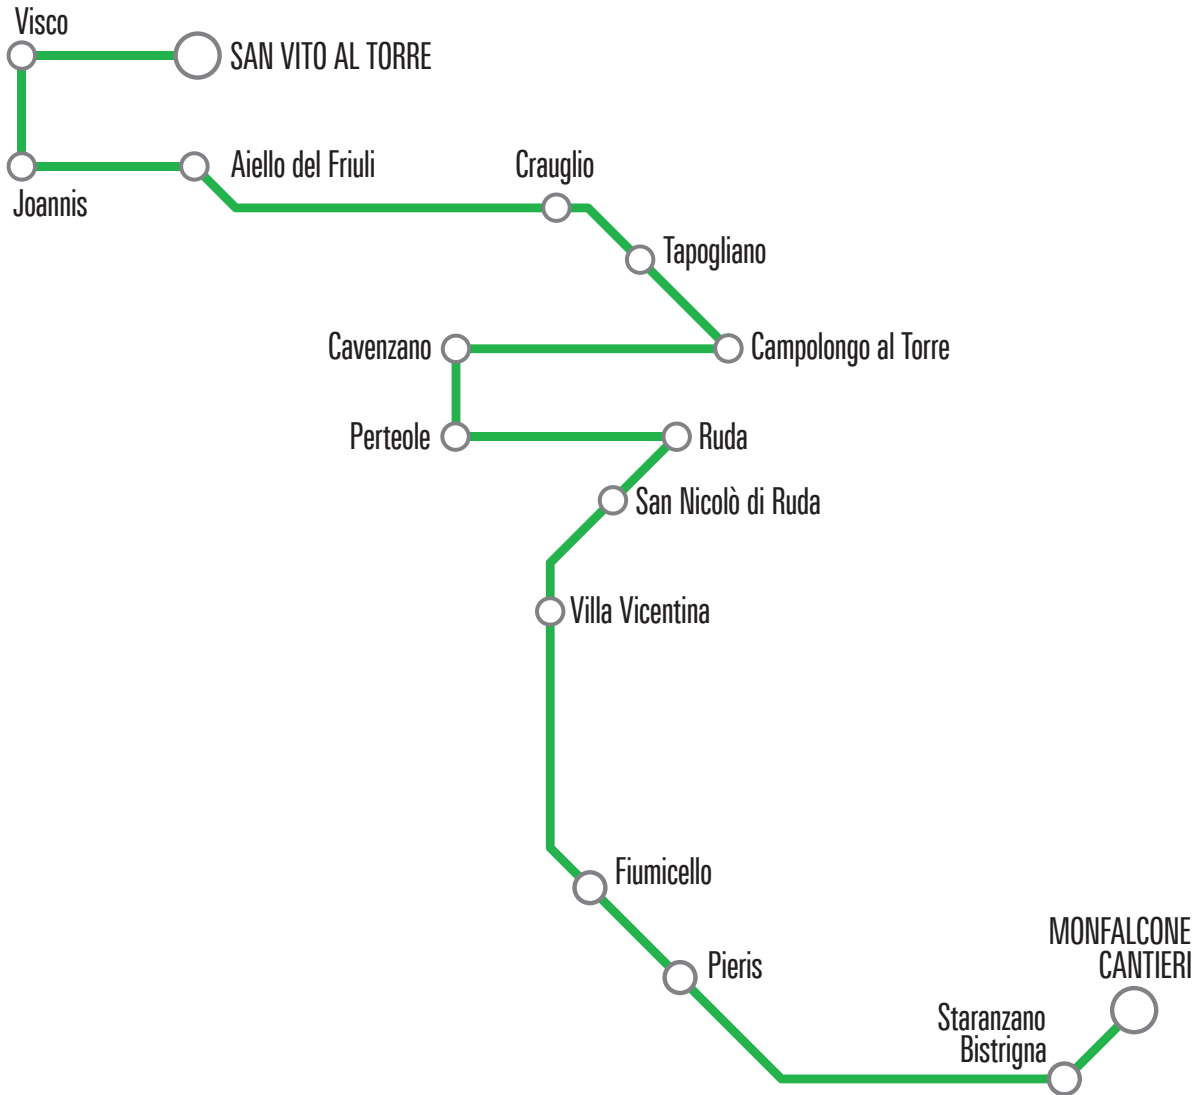 Visco
SAN VITO AL TORRE
Joannis
Aiello del Friuli
Crauglio
Tapogliano
Cavenzano
Campolongo al Torre
Perteole
Ruda
San Nicolò di Ruda
Villa Vicentina
Fiumicello
Pieris
MONFALCONE
CANTIERI
Staranzano
Bistrigna